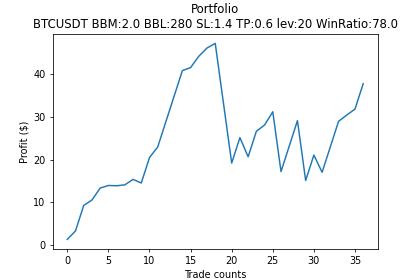 Portfolio
BTCUSDT BBM:2.0 BBL:280 SL:1.4 TP:0.6 lev:20 WinRatio:78.0
40
30
20
10
0
Profit ($)
0 5 10 15 20 25 30 35
Trade counts